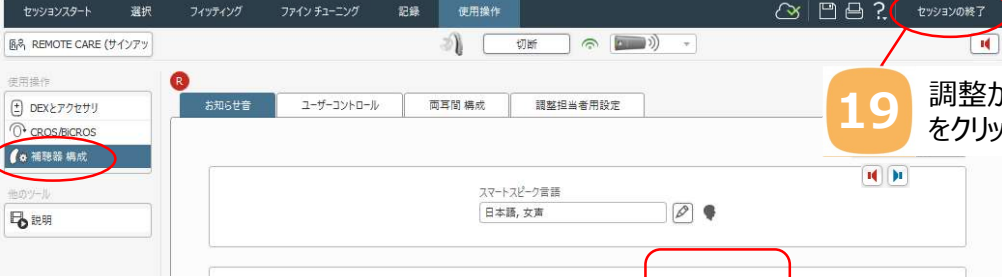 セッションスタート 選択 フィッティング ファイン チューニング 記録 使用操作 セッションの終了
REMOTE CARE (サインアッ 切断
使用操作
R
DEXとアクセサリ お知らせ音 ユーザーコントロール 両耳間 構成 調整担当者用設定
CROS/BiCROS
補聴器 構成
19
調整が
をクリッ
他のツール
説明
スマートスピーク言語
日本語, 女声